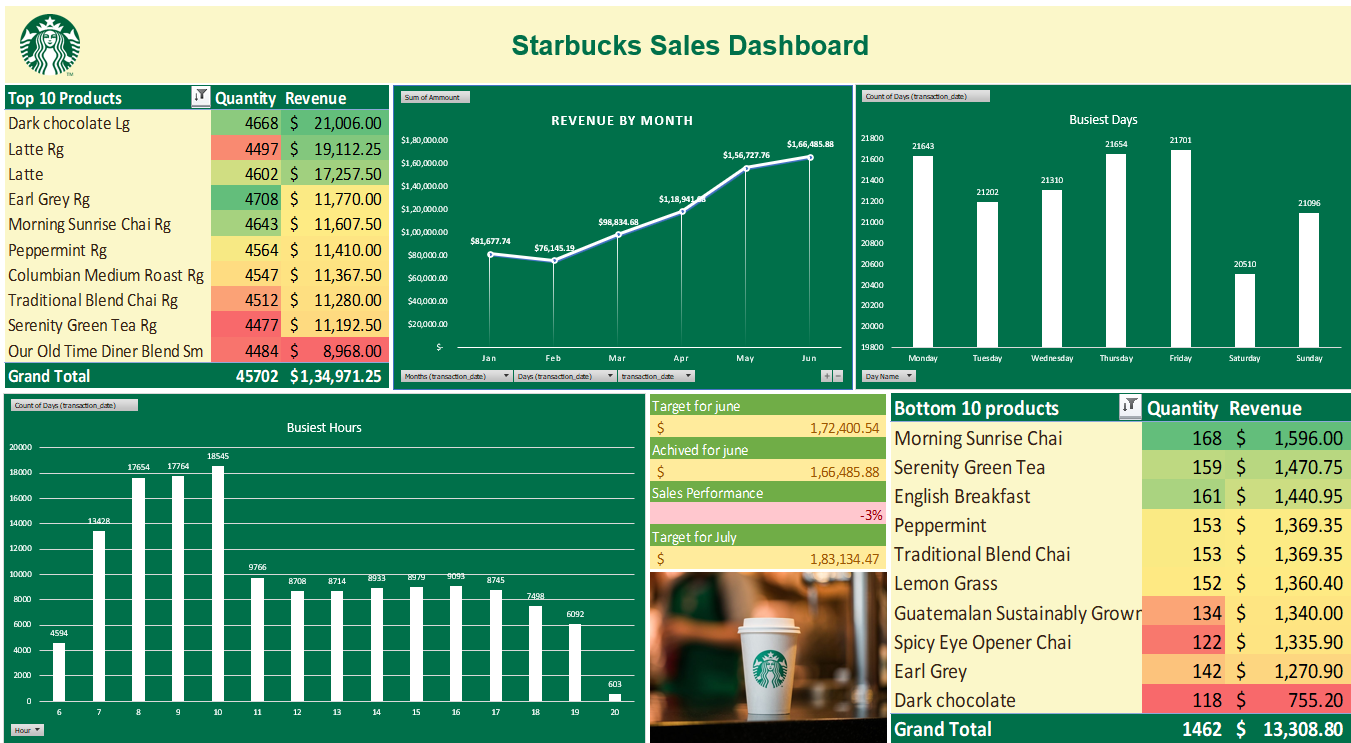 Starbucks Sales Dashboard
Top 10 Products Quantity Revenue
Dark chocolate Lg 4668 $ 21,006.00
Latte Rg 4497 $ 19,112.25
Latte 4602 $ 17,257.50
Earl Grey Rg 4708 $ 11,770.00
Morning Sunrise Chai Rg 4643 $ 11,607.50
Peppermint Rg 4564 $ 11,410.00
Columbian Medium Roast Rg 4547 $ 11,367.50
Traditional Blend Chai Rg 4512 $ 11,280.00
Serenity Green Tea Rg 4477 $ 11,192.50
Our Old Time Diner Blend Sm 4484 $ 8,968.00
Grand Total 45702 $1,34,971.25
Sum of Ammount
REVENUE BY MONTH
$1,80,000.00
$1,60,000.00
$1,40,000.00
$1,20,000.00
$1,00,000.00
$80,000.00
$60,000.00
$40,000.00
$20,000.00
$-
$81,677.74
$76,145.19
$98,834.68
$1,18,941.08
$1,56,727.76
$1,66,485.88
Jan Feb Mar Apr May Jun
Months (transaction_date) Days (transaction_date) transaction_date + -
Count of Days (transaction_date)
Busiest Days
21800
21600
21400
21200
21000
20800
20600
20400
20200
20000
19800
21643 21202 21310 21654 21701 20510 21096
Monday Tuesday Wednesday Thursday Friday Saturday Sunday
Day Name
Count of Days (transaction_date)
Busiest Hours
20000
18000
16000
14000
12000
10000
8000
6000
4000
2000
0
4594 13428 17654 17764 18545 9766 8708 8714 8933 8979 9093 8745 7498 6092 603
6 7 8 9 10 11 12 13 14 15 16 17 18 19 20
Hour
Target for june
$ 1,72,400.54
Achived for june
$ 1,66,485.88
Sales Performance
-3%
Target for July
$ 1,83,134.47
Bottom 10 products Quantity Revenue
Morning Sunrise Chai 168 $ 1,596.00
Serenity Green Tea 159 $ 1,470.75
English Breakfast 161 $ 1,440.95
Peppermint 153 $ 1,369.35
Traditional Blend Chai 153 $ 1,369.35
Lemon Grass 152 $ 1,360.40
Guatemalan Sustainably Grown 134 $ 1,340.00
Spicy Eye Opener Chai 122 $ 1,335.90
Earl Grey 142 $ 1,270.90
Dark chocolate 118 $ 755.20
Grand Total 1462 $ 13,308.80